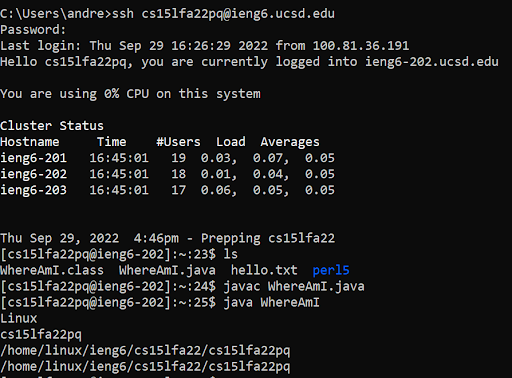 C:\Users\andre>ssh cs15lfa22pq@ieng6.ucsd.edu
Password:
Last login: Thu Sep 29 16:26:29 2022 from 100.81.36.191
Hello cs15lfa22pq, you are currently logged into ieng6-202.ucsd.edu
You are using 0% CPU on this system
Cluster Status
Hostname     Time    #Users  Load  Averages
ieng6-201   16:45:01   19  0.03,  0.07,  0.05
ieng6-202   16:45:01   18  0.01,  0.04,  0.05
ieng6-203   16:45:01   17  0.06,  0.05,  0.05
Thu Sep 29, 2022  4:46pm - Prepping cs15lfa22
[cs15lfa22pq@ieng6-202]:~:23$ ls
WhereAmI.class  WhereAmI.java  hello.txt  perl5
[cs15lfa22pq@ieng6-202]:~:24$ javac WhereAmI.java
[cs15lfa22pq@ieng6-202]:~:25$ java WhereAmI
Linux
cs15lfa22pq
/home/linux/ieng6/cs15lfa22/cs15lfa22pq
/home/linux/ieng6/cs15lfa22/cs15lfa22pq